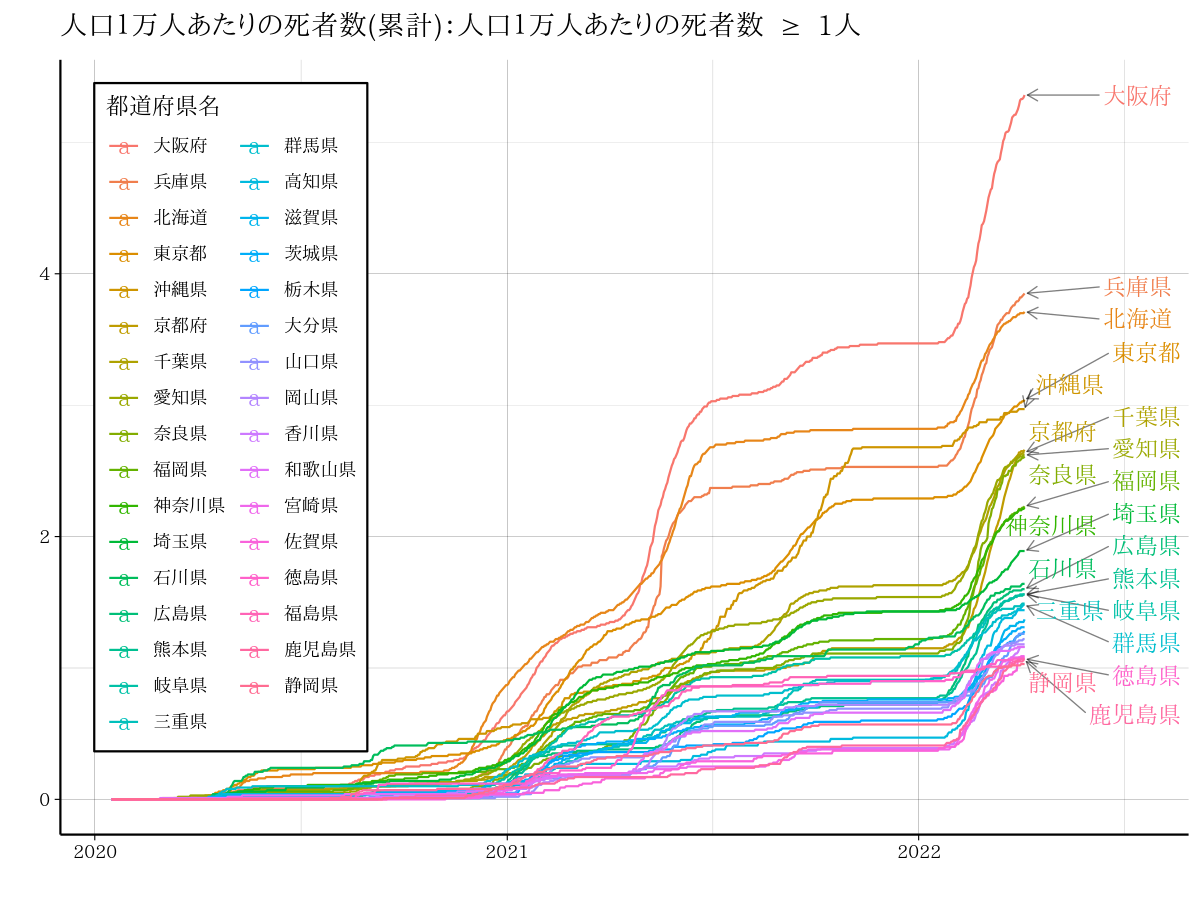 人口1万人あたりの死者数(累計):人口1万人あたりの死者数 ≥ 1人
都道府県名
a 大阪府
a 兵庫県
a 北海道
a 東京都
a 沖縄県
a 京都府
a 千葉県
a 愛知県
a 奈良県
a 福岡県
a 神奈川県
a 埼玉県
a 石川県
a 広島県
a 熊本県
a 岐阜県
a 三重県
a 群馬県
a 高知県
a 滋賀県
a 茨城県
a 栃木県
a 大分県
a 山口県
a 岡山県
a 香川県
a 和歌山県
a 宮崎県
a 佐賀県
a 徳島県
a 福島県
a 鹿児島県
a 静岡県
大阪府
兵庫県
北海道
東京都
沖縄県
千葉県
京都府
愛知県
奈良県
福岡県
埼玉県
神奈川県
広島県
石川県
熊本県
岐阜県
三重県
群馬県
徳島県
静岡県
鹿児島県
4
2
0
2020
2021
2022